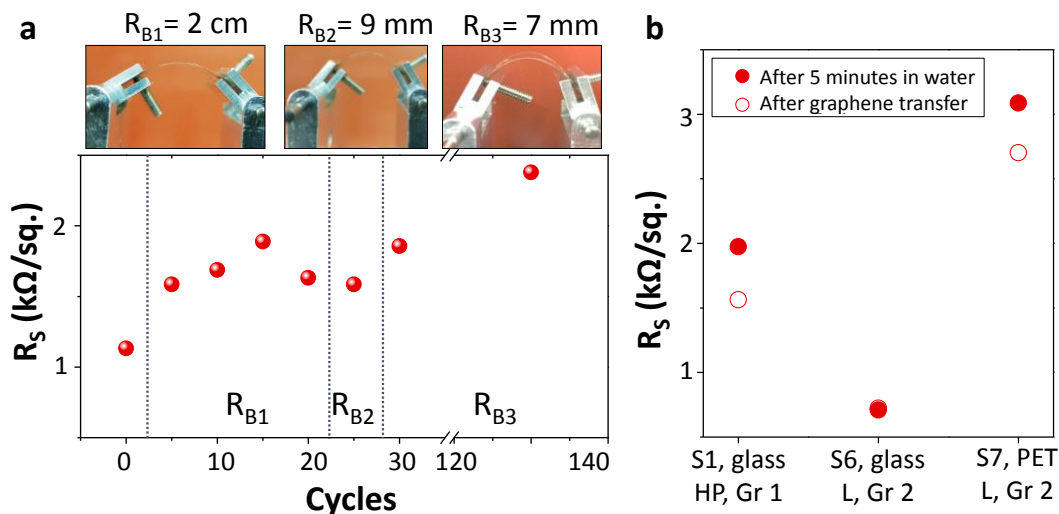 a
R_B1 = 2 cm
R_B2 = 9 mm
R_B3 = 7 mm
2
1
R_S (kΩ/sq.)
R_B1
R_B2
R_B3
0
10
20
30
120
140
Cycles
b
After 5 minutes in water
After graphene transfer
3
2
1
R_S (kΩ/sq.)
S1, glass
HP, Gr 1
S6, glass
L, Gr 2
S7, PET
L, Gr 2